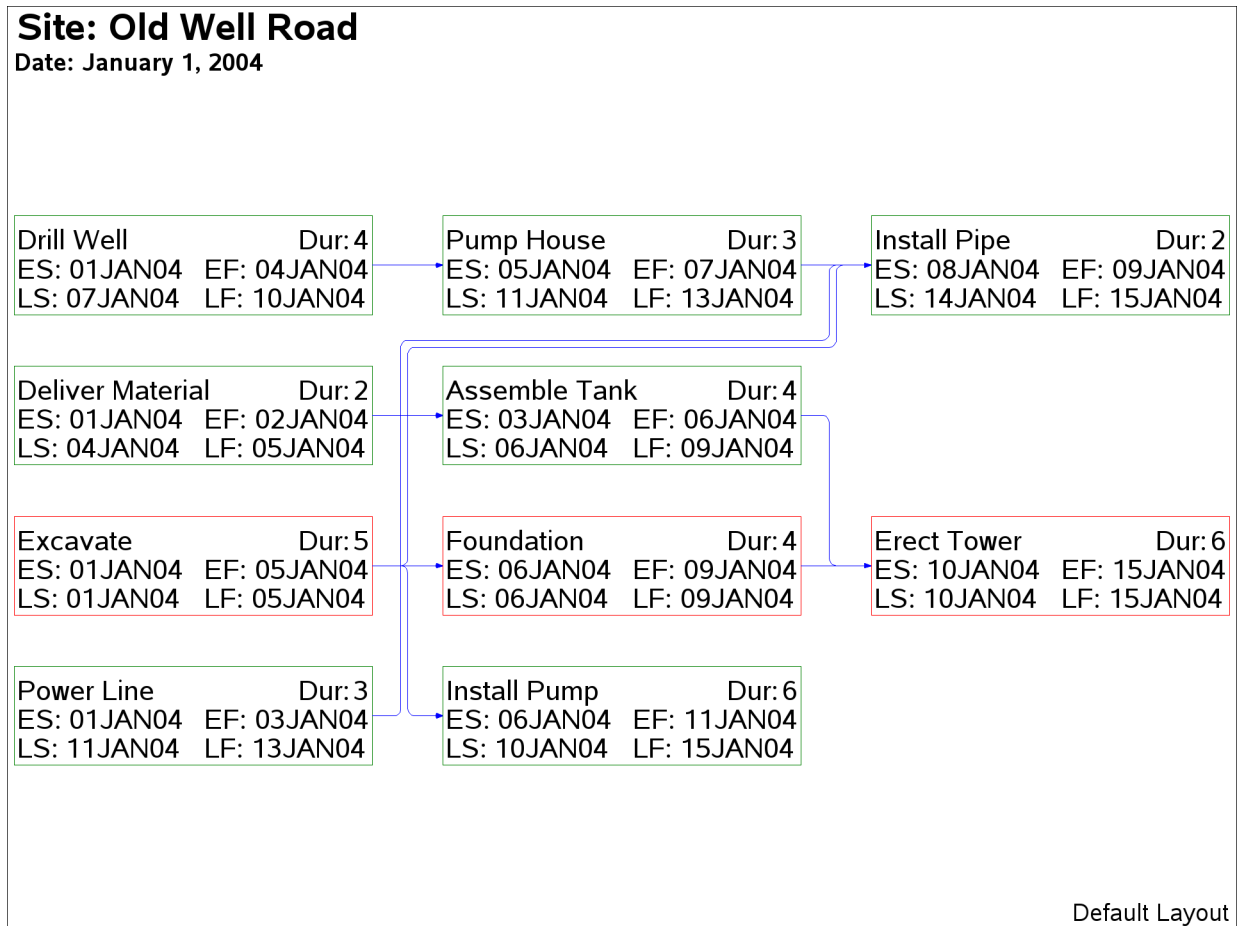 Site: Old Well Road
Date: January 1, 2004
Drill Well Dur: 4
ES: 01JAN04 EF: 04JAN04
LS: 07JAN04 LF: 10JAN04
Pump House Dur: 3
ES: 05JAN04 EF: 07JAN04
LS: 11JAN04 LF: 13JAN04
Install Pipe Dur: 2
ES: 08JAN04 EF: 09JAN04
LS: 14JAN04 LF: 15JAN04
Deliver Material Dur: 2
ES: 01JAN04 EF: 02JAN04
LS: 04JAN04 LF: 05JAN04
Assemble Tank Dur: 4
ES: 03JAN04 EF: 06JAN04
LS: 06JAN04 LF: 09JAN04
Excavate Dur: 5
ES: 01JAN04 EF: 05JAN04
LS: 01JAN04 LF: 05JAN04
Foundation Dur: 4
ES: 06JAN04 EF: 09JAN04
LS: 06JAN04 LF: 09JAN04
Erect Tower Dur: 6
ES: 10JAN04 EF: 15JAN04
LS: 10JAN04 LF: 15JAN04
Power Line Dur: 3
ES: 01JAN04 EF: 03JAN04
LS: 11JAN04 LF: 13JAN04
Install Pump Dur: 6
ES: 06JAN04 EF: 11JAN04
LS: 10JAN04 LF: 15JAN04
Default Layout